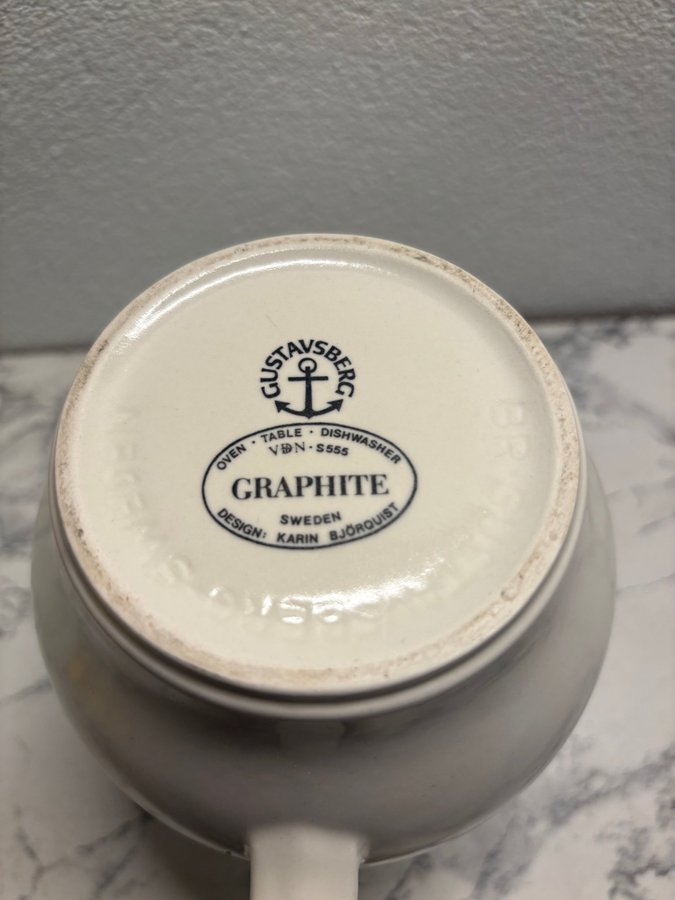 GUSTAVSBERG
OVEN · TABLE · DISHWASHER
VDN - S555
GRAPHITE
SWEDEN
DESIGN: KARIN BJÖRQUIST